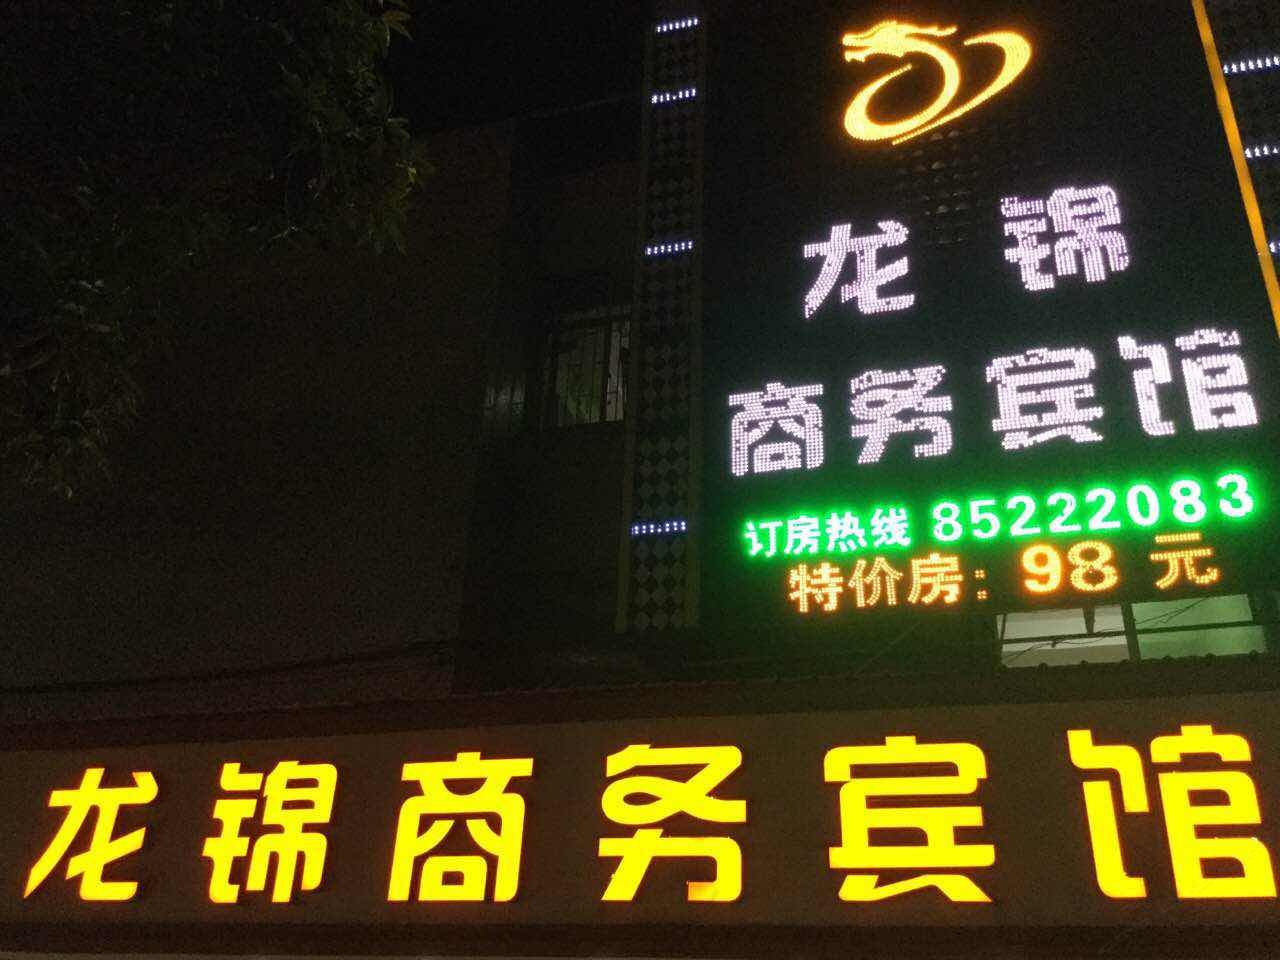 龙锦
商务宾馆
订房热线 85222083
特价房：98 元
龙锦商务宾馆